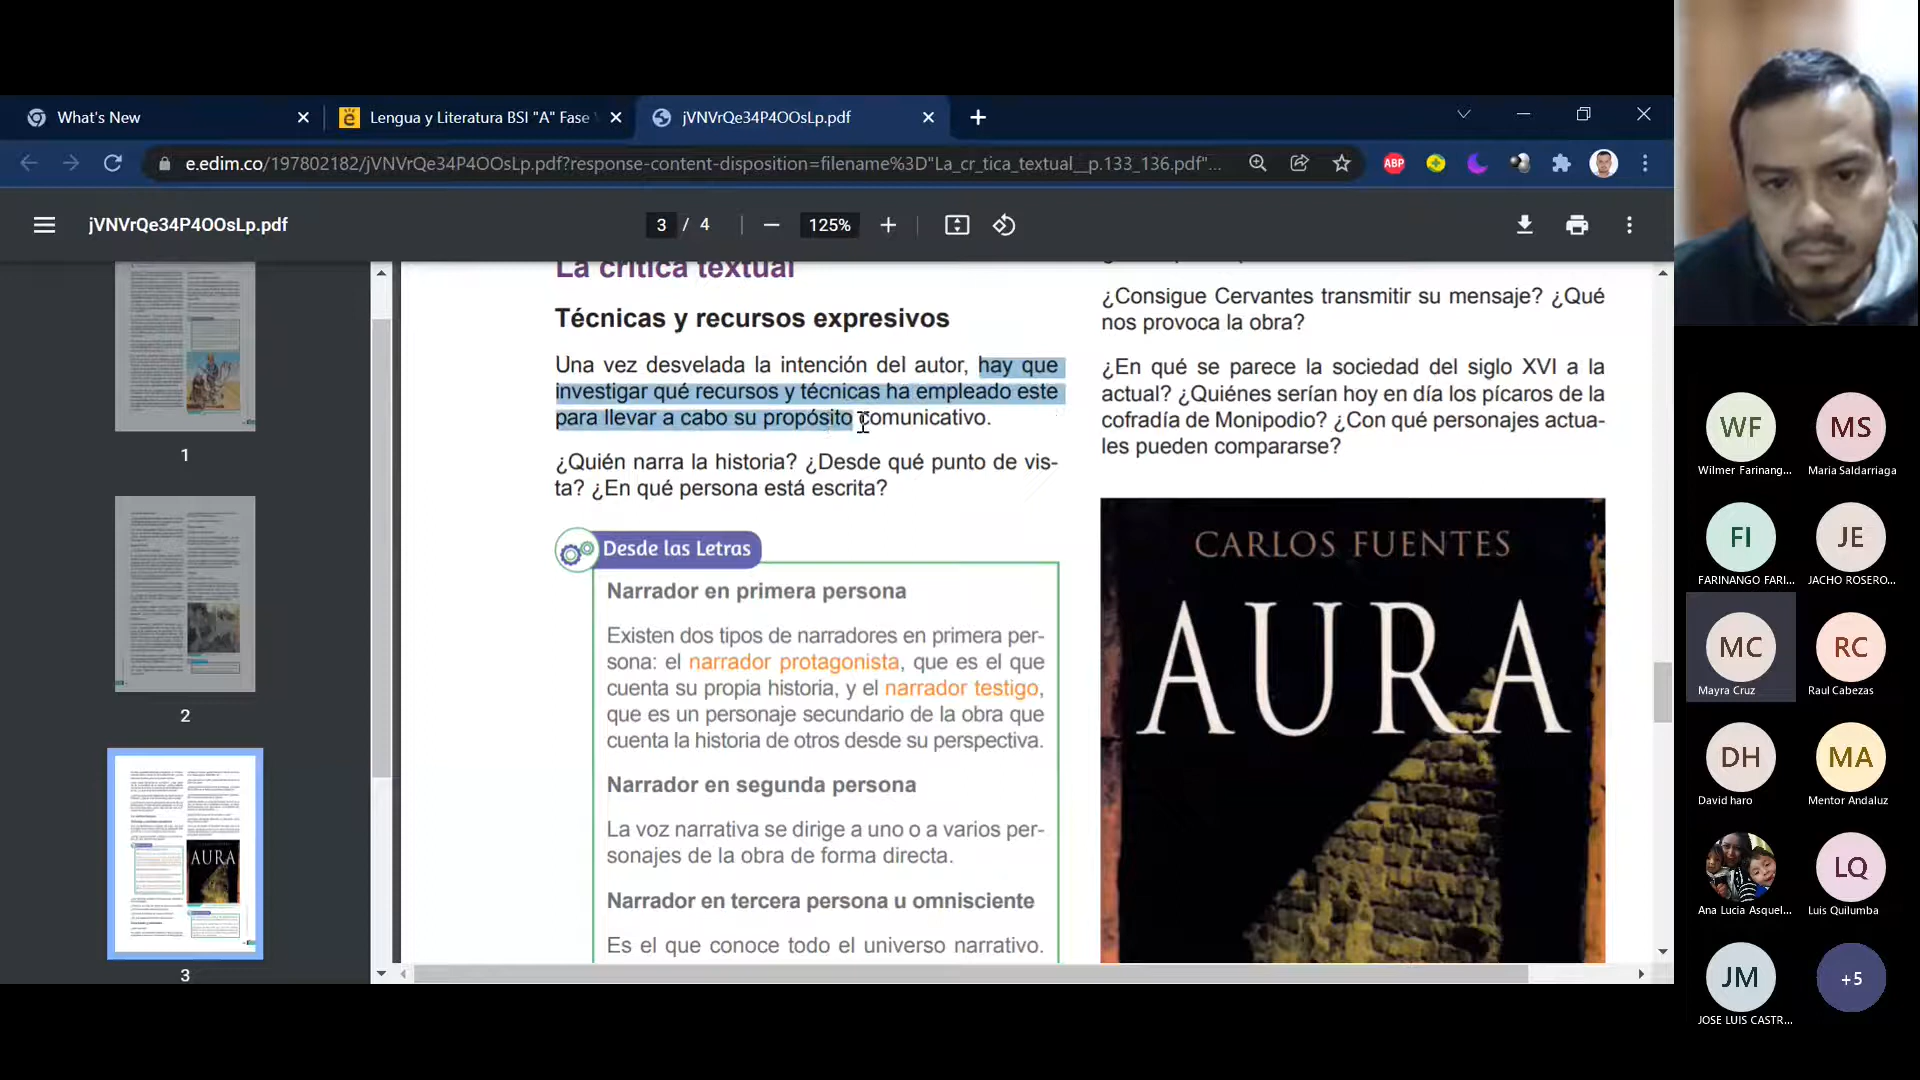 What's New
Lengua y Literatura BSI "A" Fase
jVNVrQe34P4OOsLp.pdf
e.edim.co/197802182/jVNVrQe34P4OOsLp.pdf?response-content-disposition=filename%3D"La_cr_tica_textual__p.133_136.pdf"...
ABP
jVNVrQe34P4OOsLp.pdf
3 / 4
125%
1
2
AURA
3
La crítica textual
Técnicas y recursos expresivos
Una vez desvelada la intención del autor, hay que
investigar qué recursos y técnicas ha empleado este
para llevar a cabo su propósito comunicativo.
¿Quién narra la historia? ¿Desde qué punto de vis-
ta? ¿En qué persona está escrita?
Desde las Letras
Narrador en primera persona
Existen dos tipos de narradores en primera per-
sona: el narrador protagonista, que es el que
cuenta su propia historia, y el narrador testigo,
que es un personaje secundario de la obra que
cuenta la historia de otros desde su perspectiva.
Narrador en segunda persona
La voz narrativa se dirige a uno o a varios per-
sonajes de la obra de forma directa.
Narrador en tercera persona u omnisciente
Es el que conoce todo el universo narrativo.
¿Consigue Cervantes transmitir su mensaje? ¿Qué
nos provoca la obra?
¿En qué se parece la sociedad del siglo XVI a la
actual? ¿Quiénes serían hoy en día los pícaros de la
cofradía de Monipodio? ¿Con qué personajes actua-
les pueden compararse?
CARLOS FUENTES
AURA
WF
Wilmer Farinang...
MS
Maria Saldarriaga
FI
FARINANGO FARI...
JE
JACHO ROSERO...
MC
Mayra Cruz
RC
Raul Cabezas
DH
David haro
MA
Mentor Andaluz
Ana Lucia Asquel...
LQ
Luis Quilumba
JM
JOSE LUIS CASTR...
+5